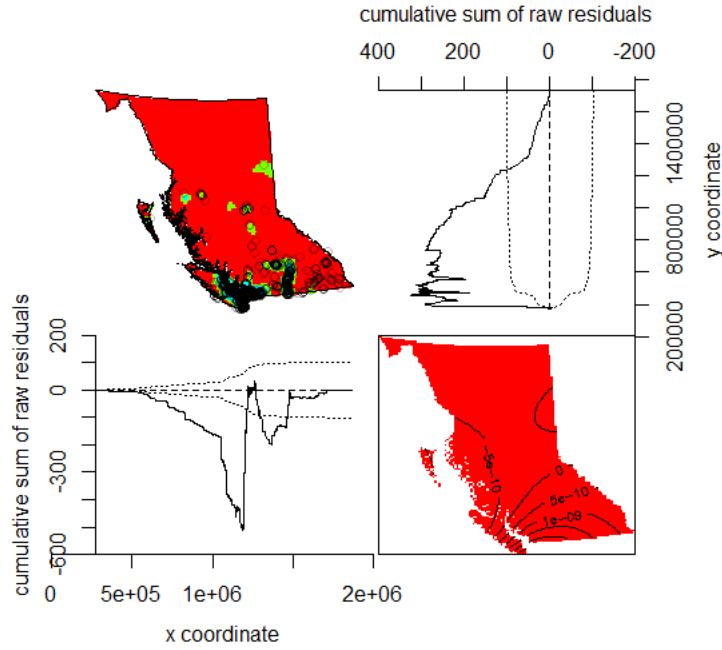 cumulative sum of raw residuals
400 200 0 -200
200000 800000 1400000
y coordinate
cumulative sum of raw residuals
-600 -300 0 200
0 5e+05 1e+06 2e+06
x coordinate
-5e-10
0
5e-10
1e-09